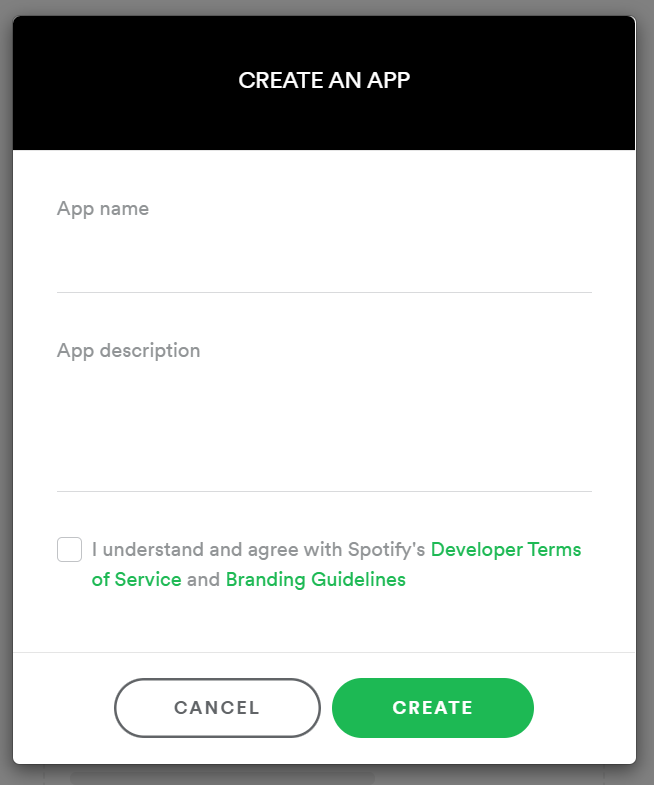 CREATE AN APP
App name
App description
I understand and agree with Spotify's Developer Terms
of Service and Branding Guidelines
CANCEL
CREATE